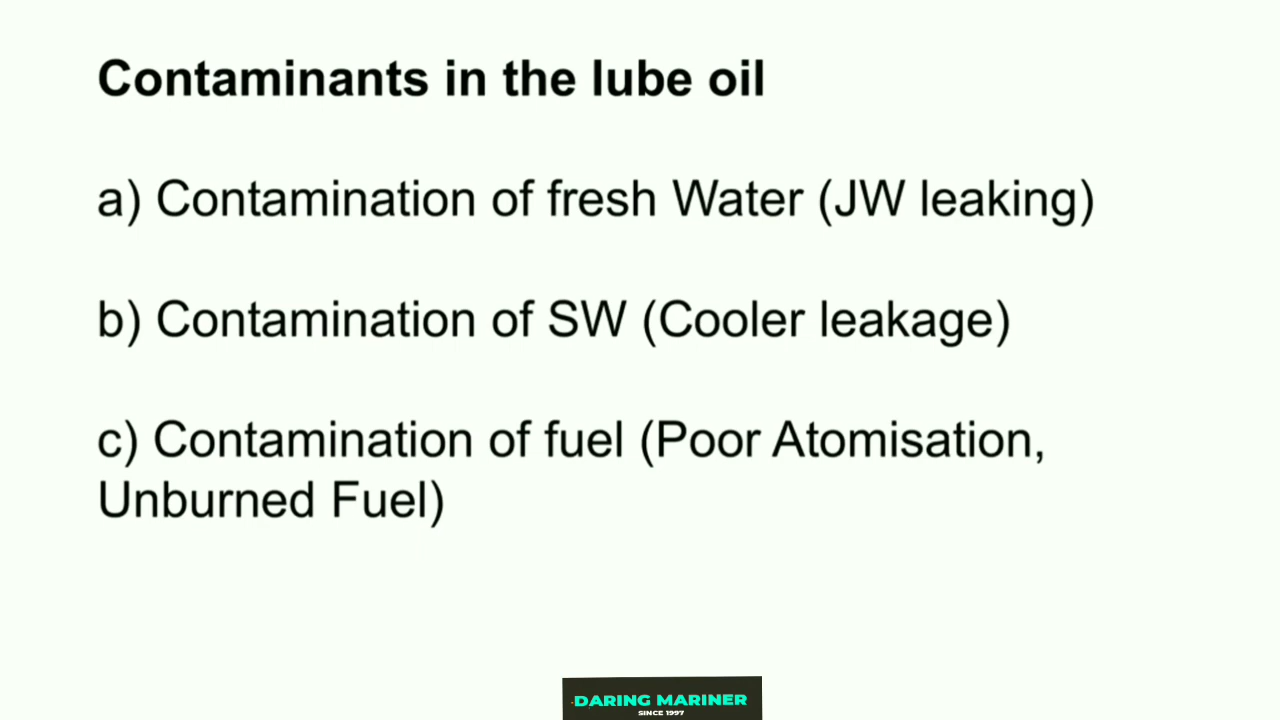 Contaminants in the lube oil
a) Contamination of fresh Water (JW leaking)
b) Contamination of SW (Cooler leakage)
c) Contamination of fuel (Poor Atomisation,
Unburned Fuel)
DARING MARINER
SINCE 1997